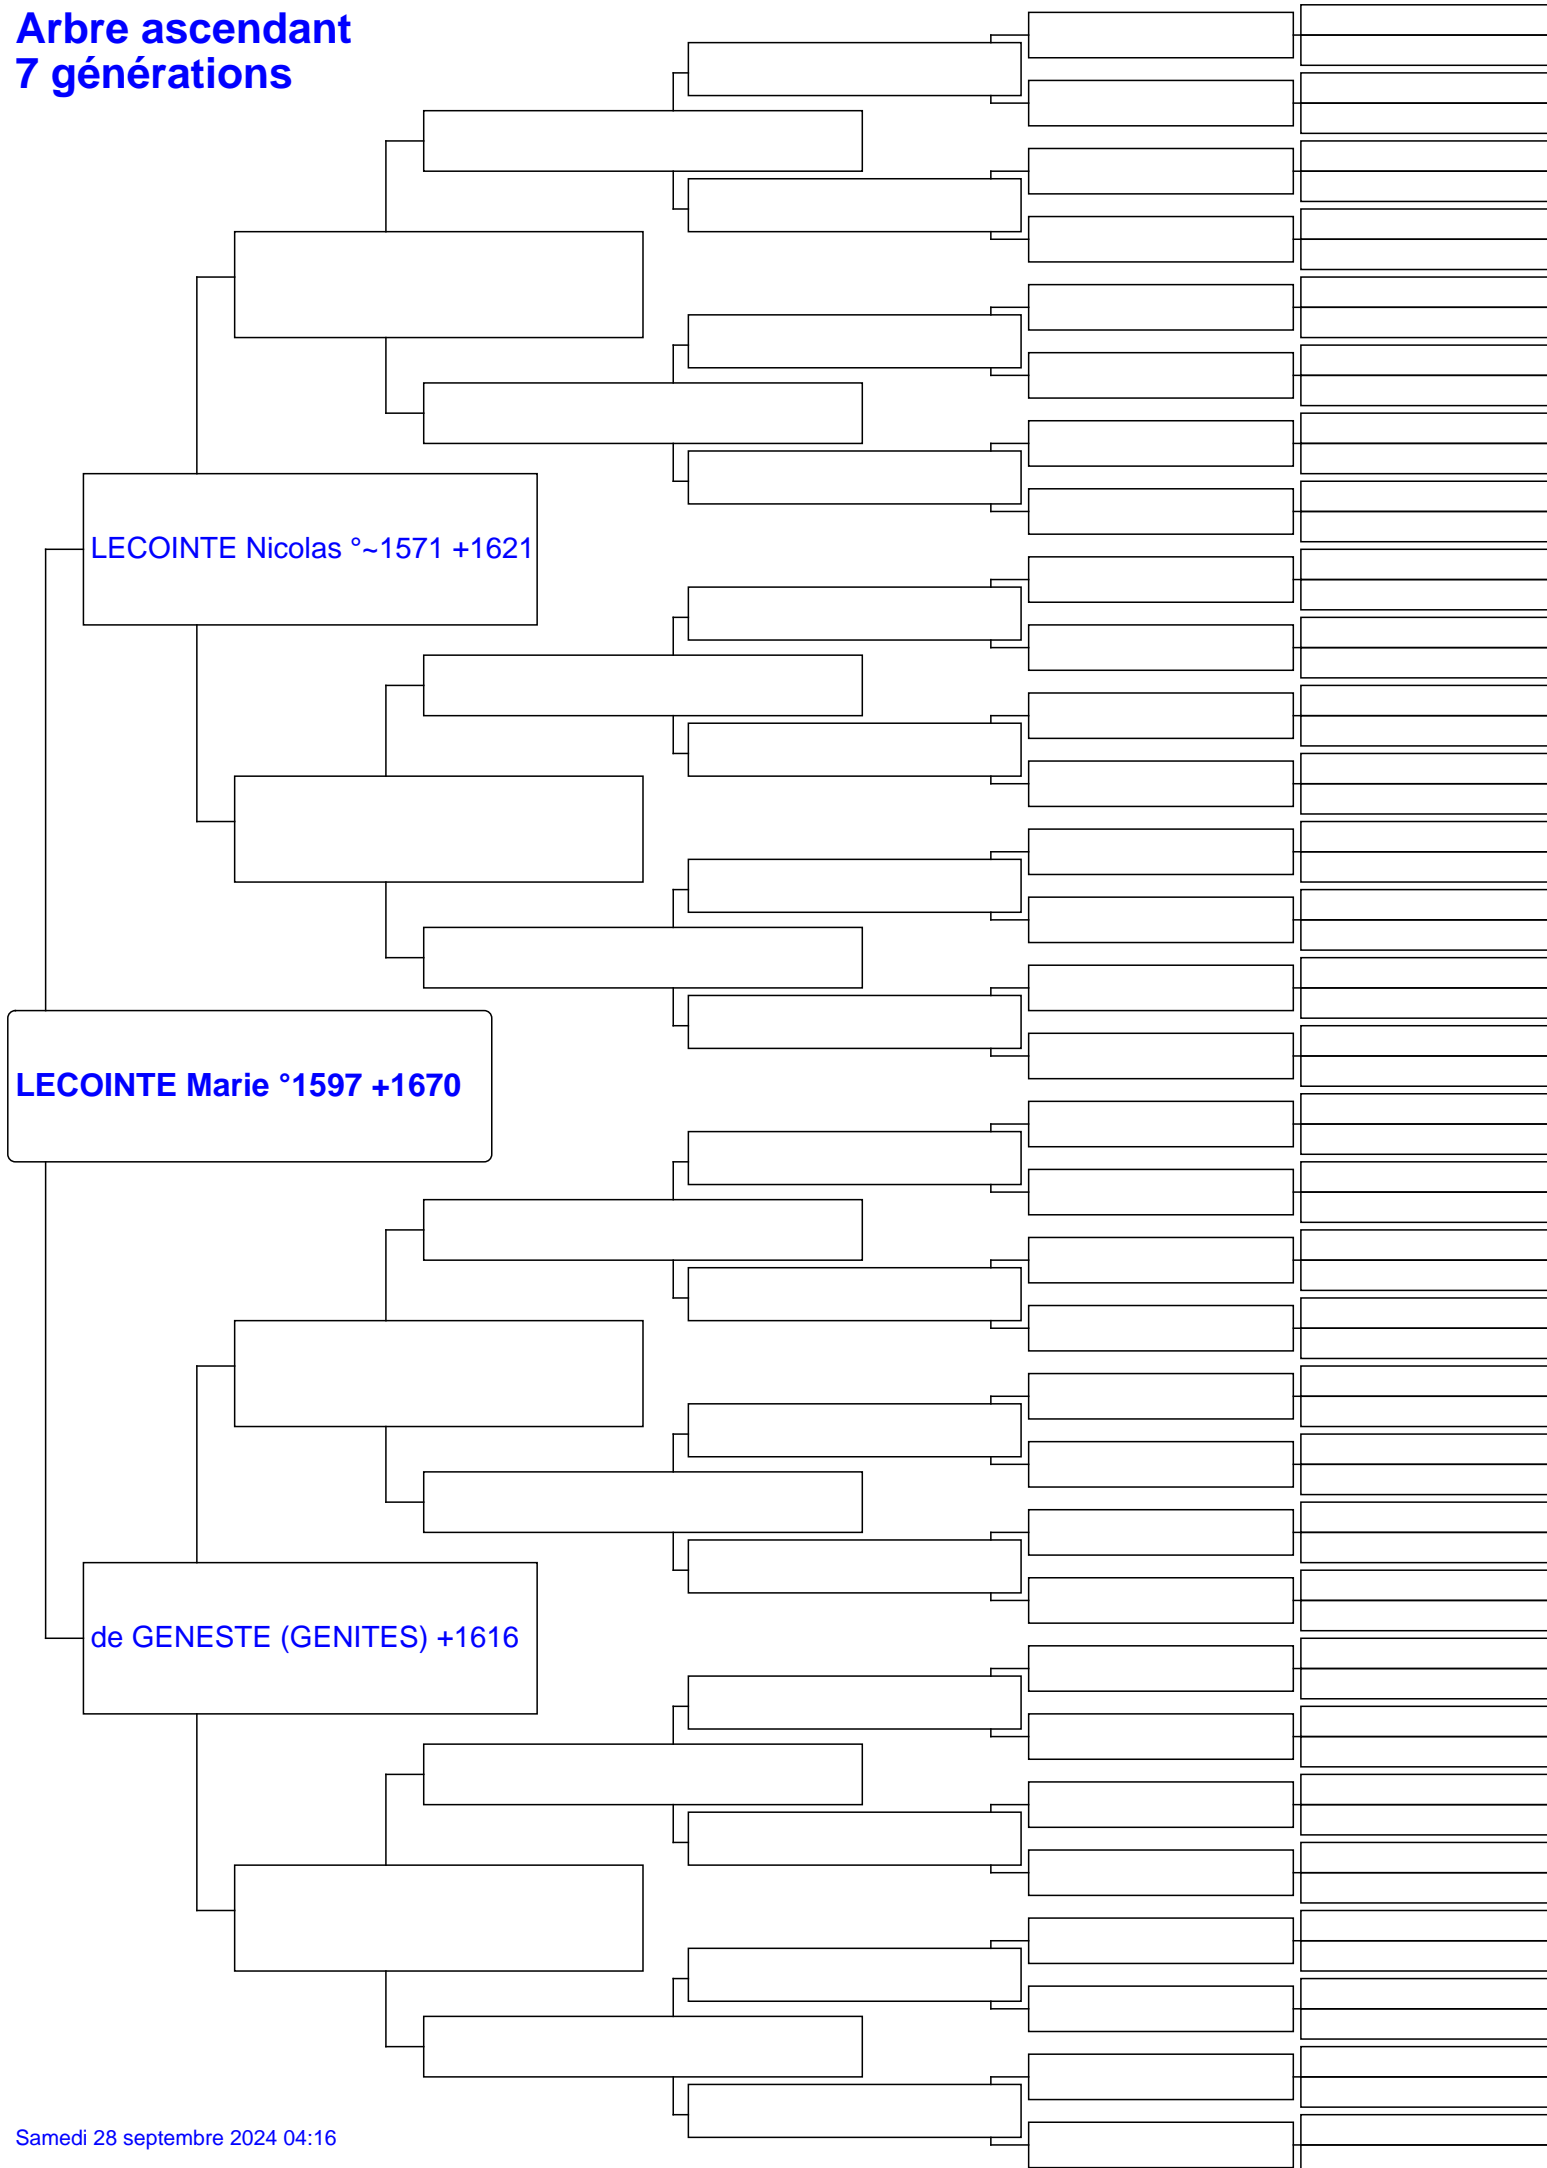 Arbre ascendant
7 générations
LECOINTE Nicolas °~1571 +1621
LECOINTE Marie °1597 +1670
de GENESTE (GENITES) +1616
Samedi 28 septembre 2024 04:16